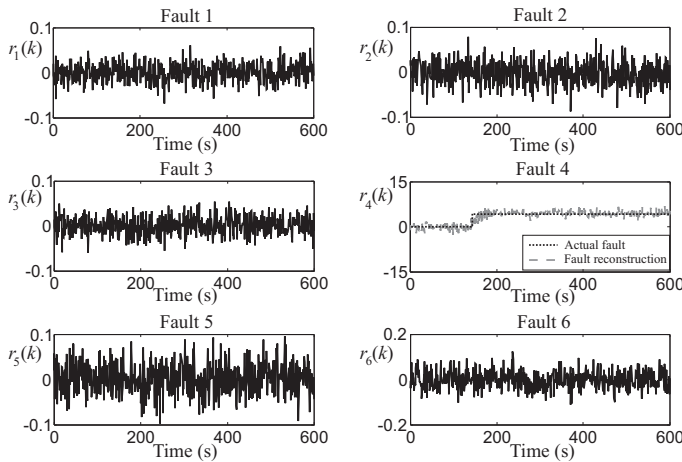 Fault 1
0.1
r1(k)
0
-0.1
0
200
400
600
Time (s)
Fault 2
0.1
r2(k)
0
-0.1
0
200
400
600
Time (s)
Fault 3
0.1
r3(k)
0
-0.1
0
200
400
600
Time (s)
Fault 4
15
r4(k)
0
-15
0
200
400
600
Time (s)
Actual fault
Fault reconstruction
Fault 5
0.1
r5(k)
0
-0.1
0
200
400
600
Time (s)
Fault 6
0.2
r6(k)
0
-0.2
0
200
400
600
Time (s)